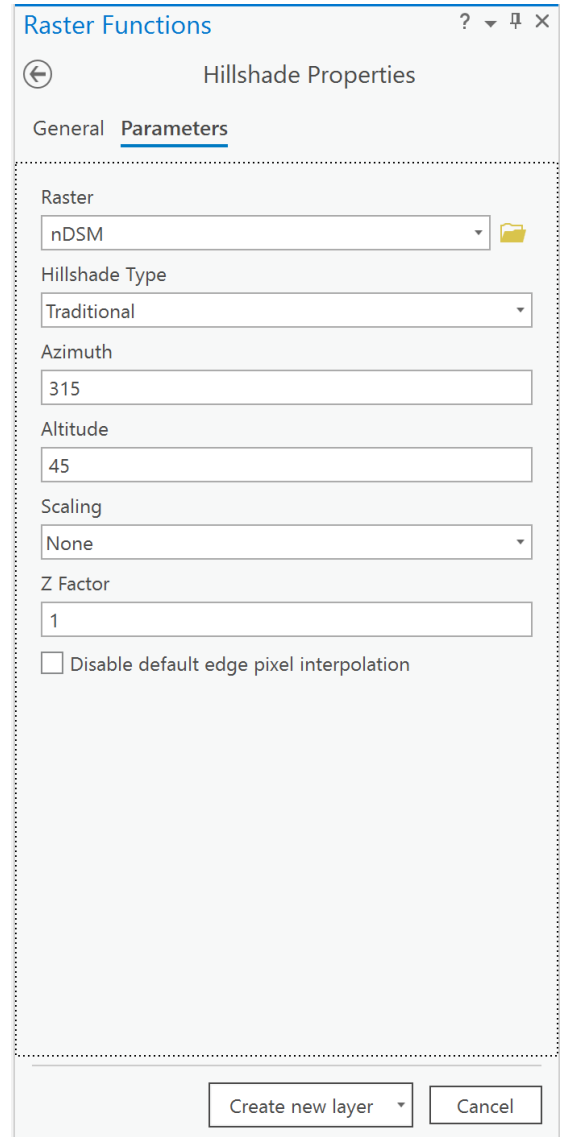 Raster Functions ?
Hillshade Properties
General Parameters
Raster
nDSM
Hillshade Type
Traditional
Azimuth
315
Altitude
45
Scaling
None
Z Factor
1
Disable default edge pixel interpolation
Create new layer Cancel